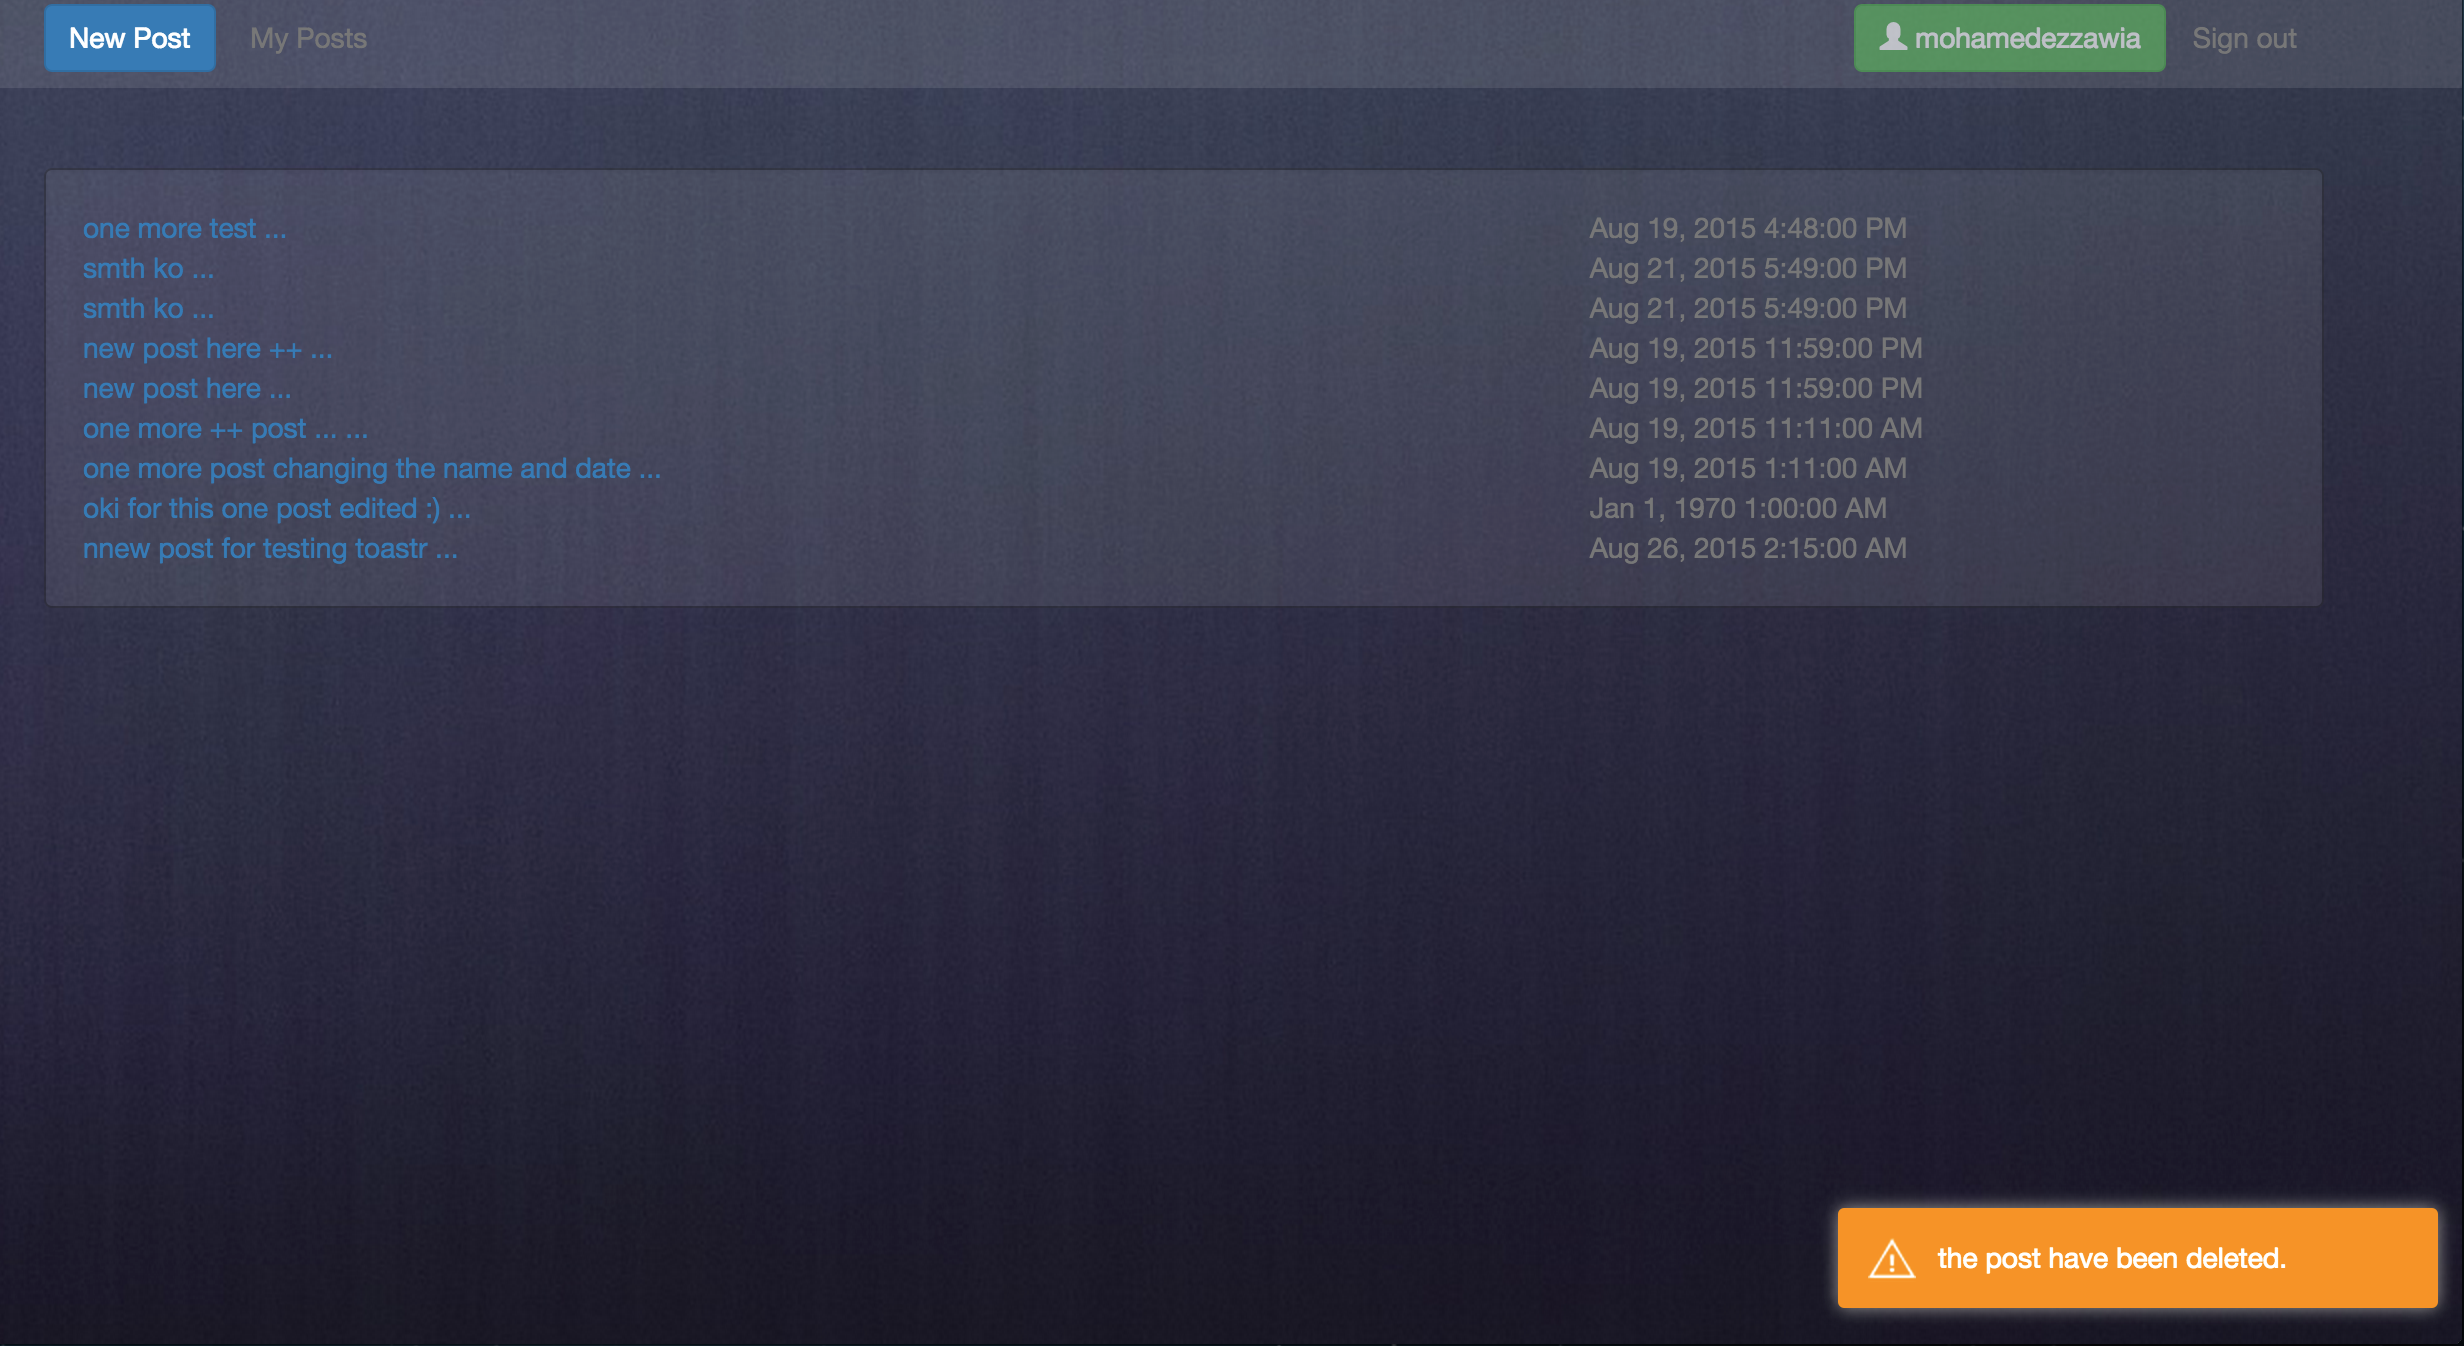 New Post My Posts mohamedezzawia Sign out
one more test ... Aug 19, 2015 4:48:00 PM
smth ko ... Aug 21, 2015 5:49:00 PM
smth ko ... Aug 21, 2015 5:49:00 PM
new post here ++ ... Aug 19, 2015 11:59:00 PM
new post here ... Aug 19, 2015 11:59:00 PM
one more ++ post ... ... Aug 19, 2015 11:11:00 AM
one more post changing the name and date ... Aug 19, 2015 1:11:00 AM
oki for this one post edited :) ... Jan 1, 1970 1:00:00 AM
nnew post for testing toastr ... Aug 26, 2015 2:15:00 AM
the post have been deleted.